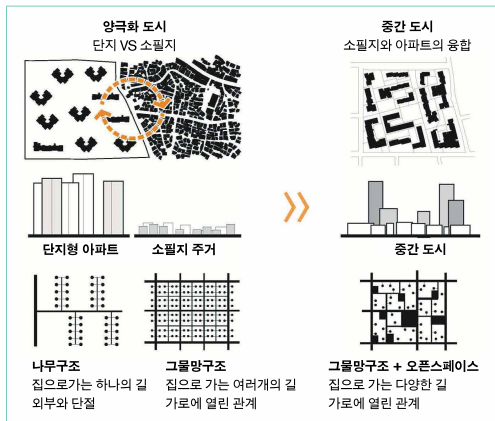 양극화 도시
단지 VS 소필지
중간 도시
소필지와 아파트의 융합
단지형 아파트
소필지 주거
중간 도시
나무구조
집으로가는 하나의 길
외부와 단절
그물망구조
집으로 가는 여러개의 길
가로에 열린 관계
그물망구조 + 오픈스페이스
집으로 가는 다양한 길
가로에 열린 관계